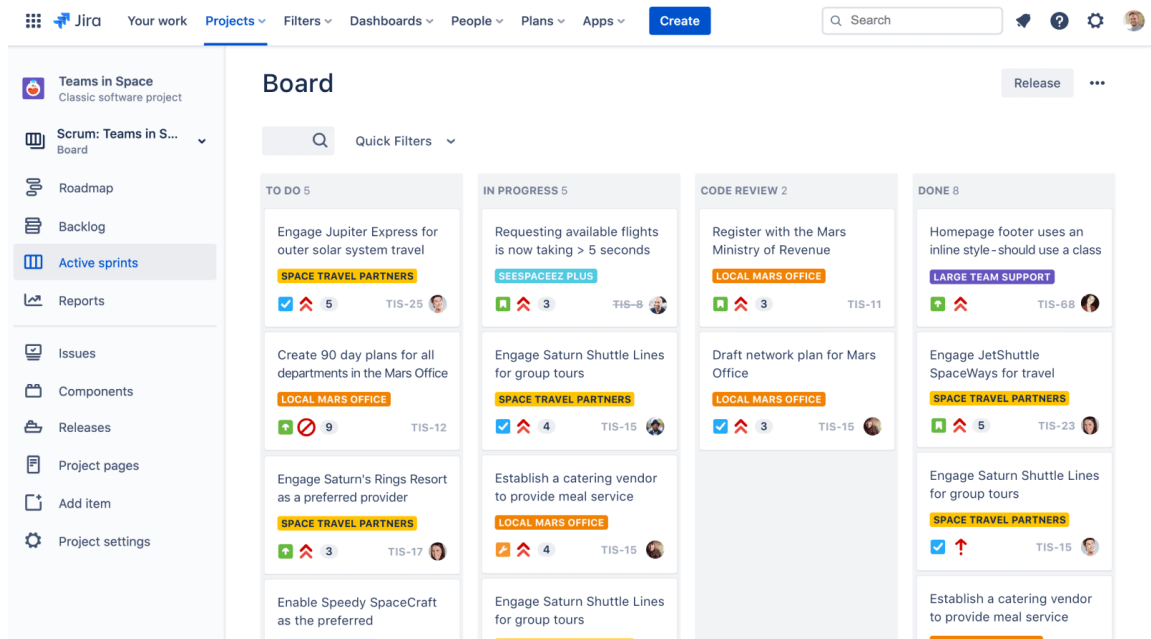 Jira
Your work
Projects
Filters
Dashboards
People
Plans
Apps
Create
Search
Teams in Space
Classic software project
Scrum: Teams in S...
Board
Roadmap
Backlog
Active sprints
Reports
Issues
Components
Releases
Project pages
Add item
Project settings
Board
Release
Quick Filters
TO DO 5
Engage Jupiter Express for
outer solar system travel
SPACE TRAVEL PARTNERS
5 TIS-25
Create 90 day plans for all
departments in the Mars Office
LOCAL MARS OFFICE
9 TIS-12
Engage Saturn's Rings Resort
as a preferred provider
SPACE TRAVEL PARTNERS
3 TIS-17
Enable Speedy SpaceCraft
as the preferred
IN PROGRESS 5
Requesting available flights
is now taking > 5 seconds
SEESPACEEZ PLUS
3 TIS-8
Engage Saturn Shuttle Lines
for group tours
SPACE TRAVEL PARTNERS
4 TIS-15
Establish a catering vendor
to provide meal service
LOCAL MARS OFFICE
4 TIS-15
Engage Saturn Shuttle Lines
for group tours
CODE REVIEW 2
Register with the Mars
Ministry of Revenue
LOCAL MARS OFFICE
3 TIS-11
Draft network plan for Mars
Office
LOCAL MARS OFFICE
3 TIS-15
DONE 8
Homepage footer uses an
inline style-should use a class
LARGE TEAM SUPPORT
TIS-68
Engage JetShuttle
SpaceWays for travel
SPACE TRAVEL PARTNERS
5 TIS-23
Engage Saturn Shuttle Lines
for group tours
SPACE TRAVEL PARTNERS
TIS-15
Establish a catering vendor
to provide meal service